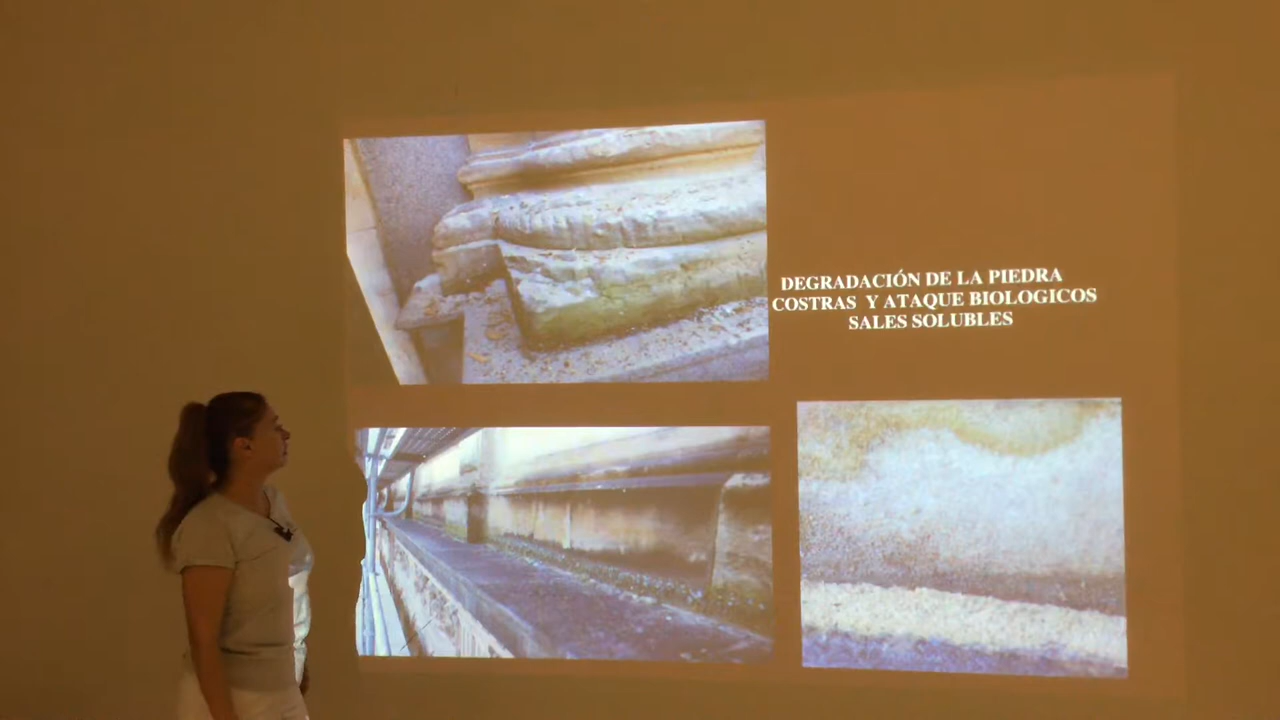 DEGRADACIÓN DE LA PIEDRA
COSTRAS Y ATAQUE BIOLOGICOS
SALES SOLUBLES